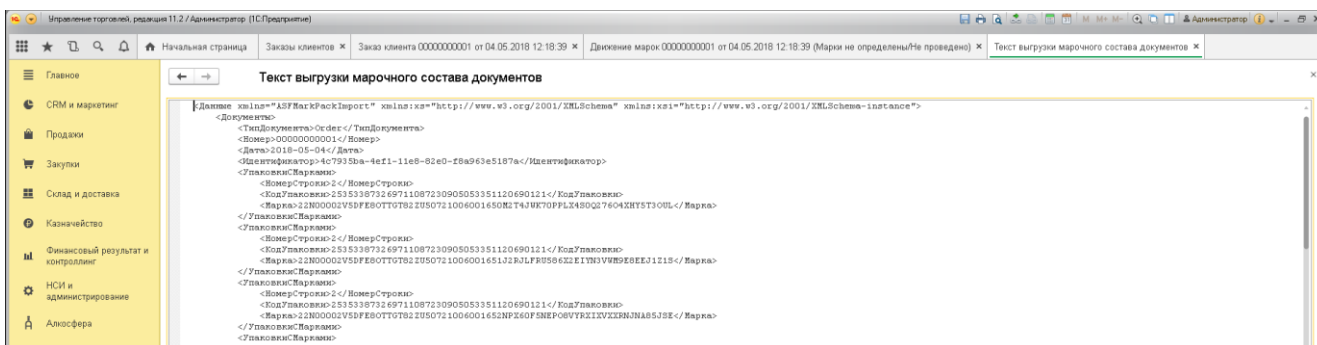 Управление торговлей, редакция 11.2 / Администратор (1С:Предприятие)
M M+ M- Администратор
Начальная страница Заказы клиентов × Заказ клиента 00000000001 от 04.05.2018 12:18:39 × Движение марок 00000000001 от 04.05.2018 12:18:39 (Марки не определены/Не проведено) × Текст выгрузки марочного состава документов ×
Главное
CRM и маркетинг
Продажи
Закупки
Склад и доставка
Казначейство
Финансовый результат и
контроллинг
НСИ и
администрирование
Алкосфера
Текст выгрузки марочного состава документов
<Данные xmlns="ASFMarkPackImport" xmlns:xs="http://www.w3.org/2001/XMLSchema" xmlns:xsi="http://www.w3.org/2001/XMLSchema-instance">
<Документы>
<ТипДокумента>Order</ТипДокумента>
<Номер>00000000001</Номер>
<Дата>2018-05-04</Дата>
<Идентификатор>4c7935ba-4ef1-11e8-82e0-f8a963e5187a</Идентификатор>
<УпаковкиСМарками>
<НомерСтроки>2</НомерСтроки>
<КодУпаковки>253533873269711087230905053351120690121</КодУпаковки>
<Марка>22N00002V5DFE8OTTGT82ZU5O721006001650M2T4JWK70PPLX4S0Q276O4XHY5T3OUL</Марка>
</УпаковкиСМарками>
<УпаковкиСМарками>
<НомерСтроки>2</НомерСтроки>
<КодУпаковки>253533873269711087230905053351120690121</КодУпаковки>
<Марка>22N00002V5DFE8OTTGT82ZU5O721006001651J2RJLFRU586X2EIYN3VWM9E8EEJ1Z1S</Марка>
</УпаковкиСМарками>
<УпаковкиСМарками>
<НомерСтроки>2</НомерСтроки>
<КодУпаковки>253533873269711087230905053351120690121</КодУпаковки>
<Марка>22N00002V5DFE8OTTGT82ZU5O721006001652NPX60F5NEPO8VYRXIXVXXRNJNA85JSE</Марка>
</УпаковкиСМарками>
<УпаковкиСМарками>